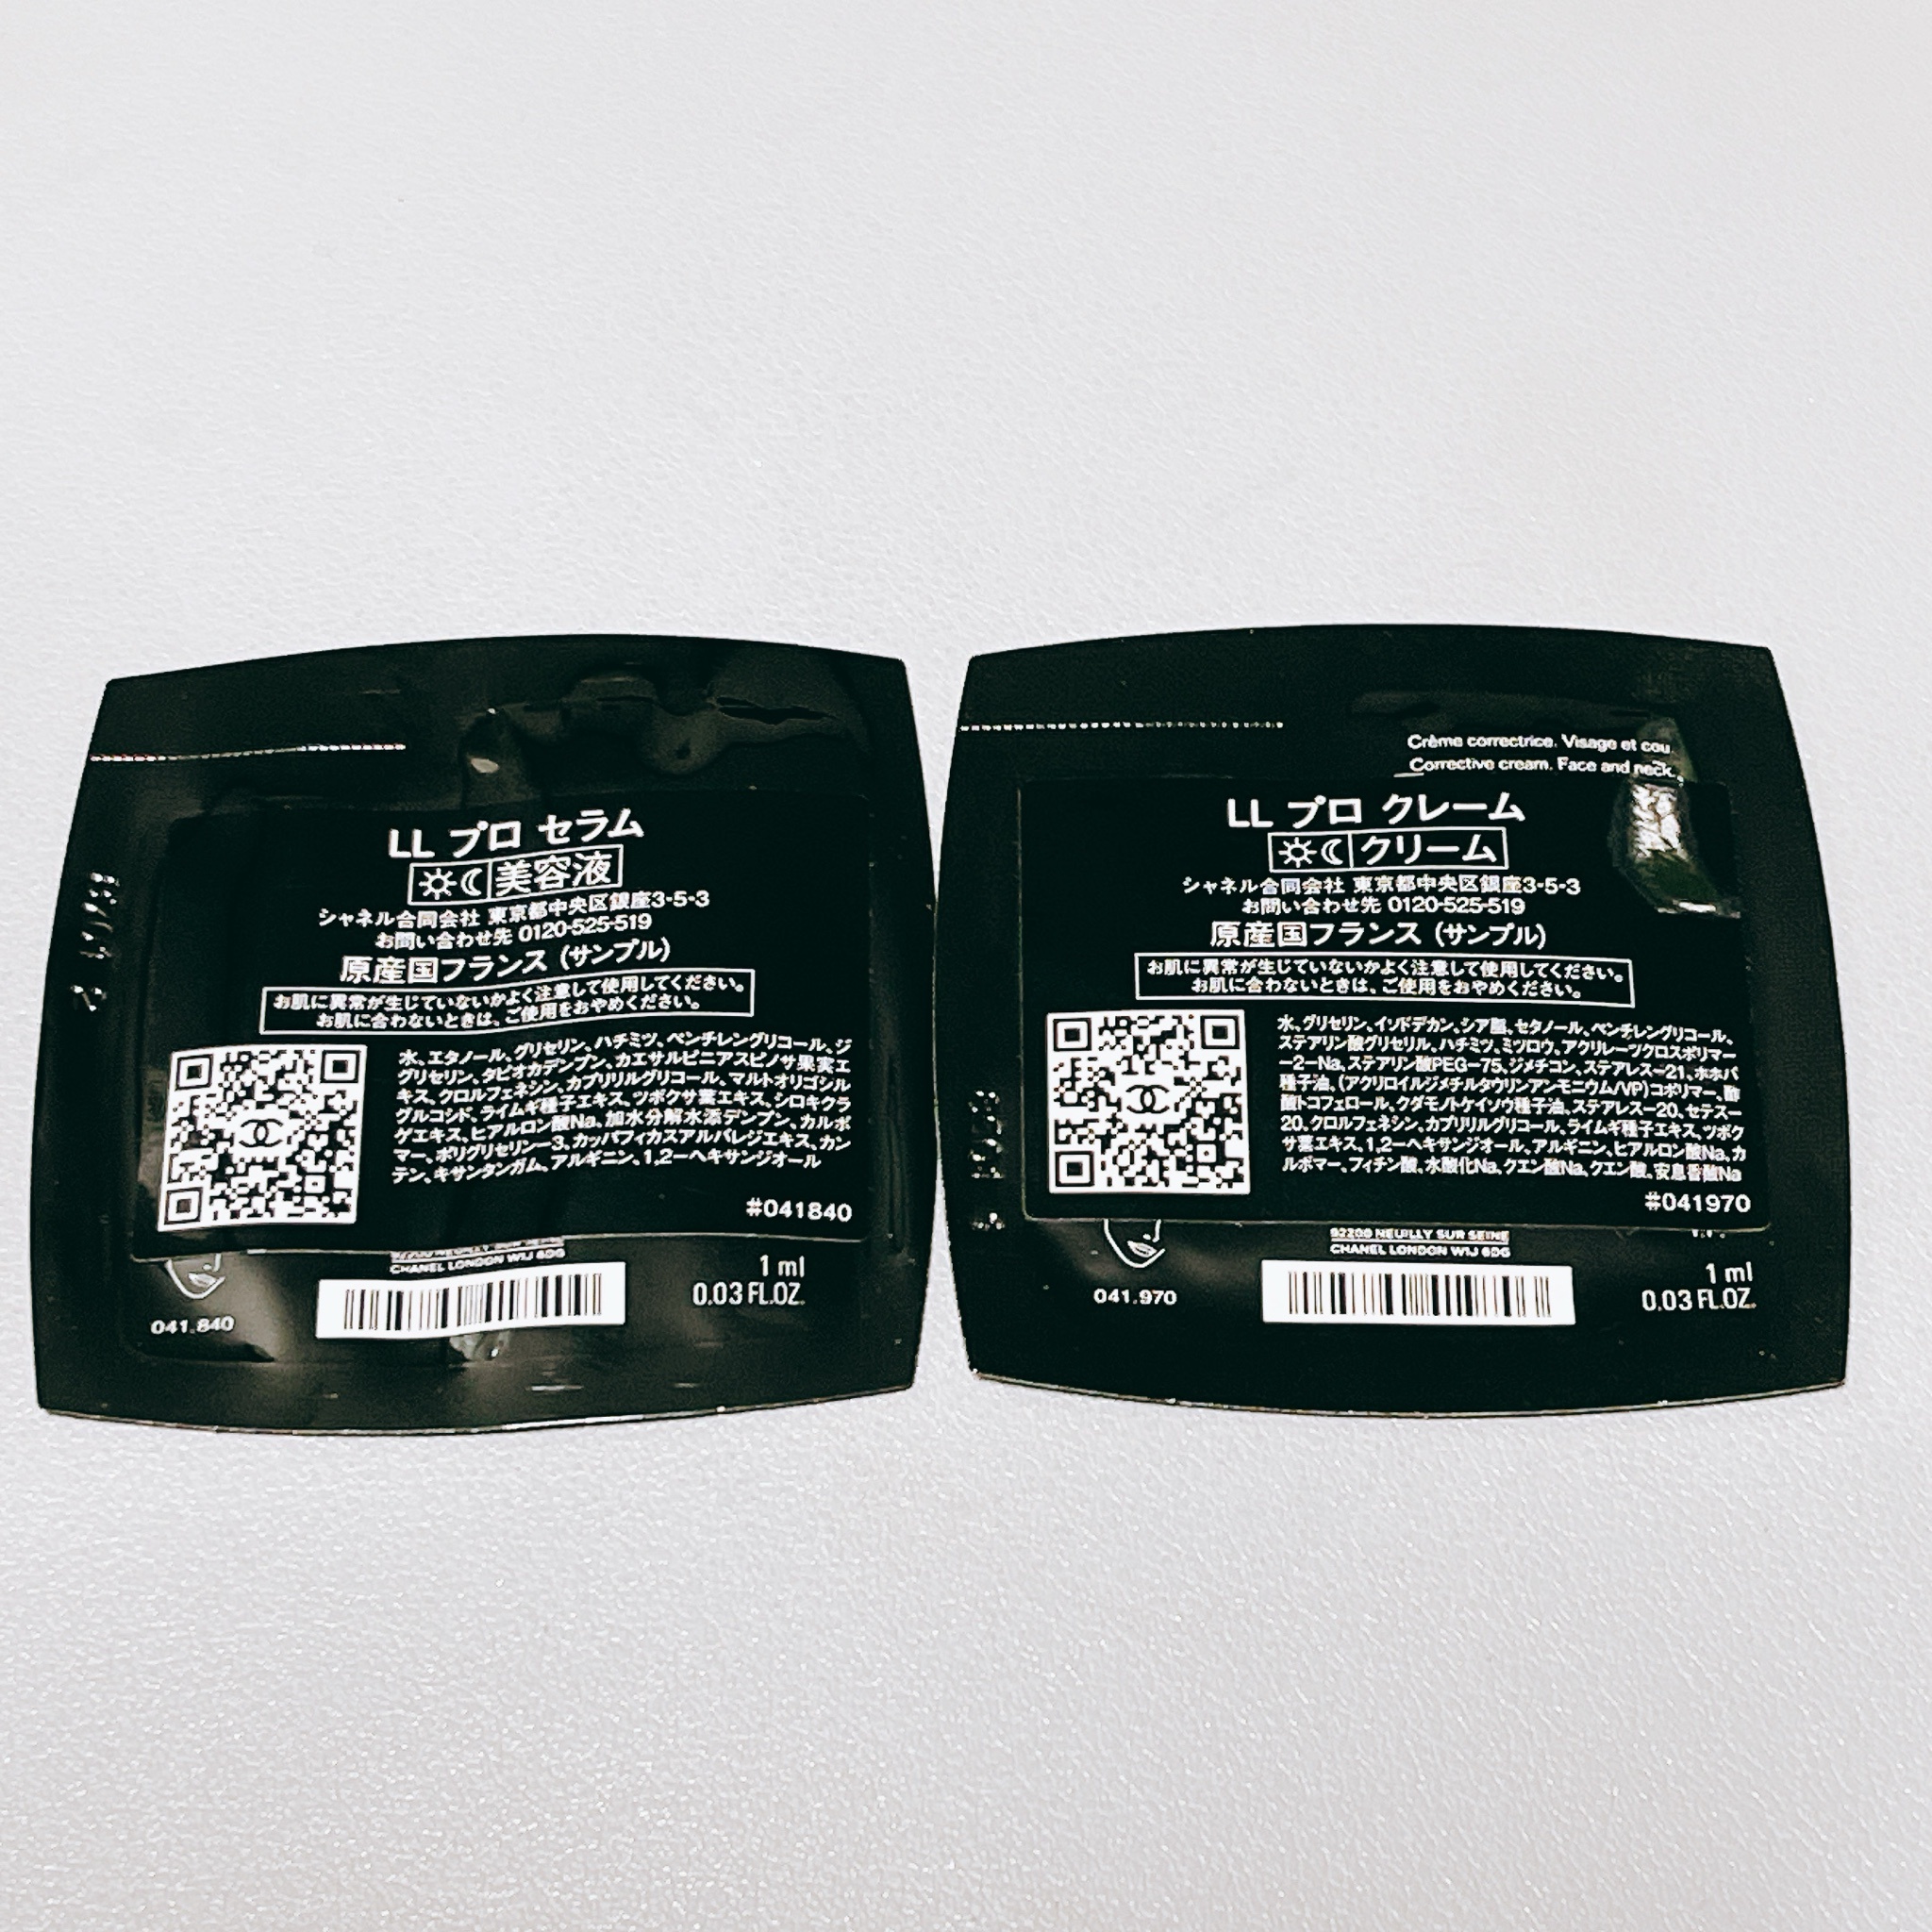 LL プロ セラム
美容液
シャネル合同会社 東京都中央区銀座3-5-3
お問い合わせ先 0120-525-519
原産国フランス (サンプル)
お肌に異常が生じていないかよく注意して使用してください。
お肌に合わないときは、ご使用をおやめください。
水、エタノール、グリセリン、ハチミツ、ペンチレングリコール、ジ
グリセリン、タピオカデンプン、カエサルピニアスピノサ果実エ
キス、クロルフェネシン、カプリリルグリコール、マルトオリゴシル
グルコシド、ライムギ種子エキス、ツボクサ葉エキス、シロキクラ
ゲエキス、ヒアルロン酸Na、加水分解水添デンプン、カルボ
マー、ポリグリセリン-3、カッパフィカスアルバレジエキス、カン
テン、キサンタンガム、アルギニン、1,2-ヘキサンジオール
#041840
92200 NEUILLY SUR SEINE
CHANEL LONDON W1J 6DG
041.840
1 ml
0.03 FL.OZ.
Crème correctrice. Visage et cou.
Corrective cream. Face and neck.
LL プロ クレーム
クリーム
シャネル合同会社 東京都中央区銀座3-5-3
お問い合わせ先 0120-525-519
原産国フランス (サンプル)
お肌に異常が生じていないかよく注意して使用してください。
お肌に合わないときは、ご使用をおやめください。
水、グリセリン、イソドデカン、シア脂、セタノール、ペンチレングリコール、
ステアリン酸グリセリル、ハチミツ、ミツロウ、アクリレーツクロスポリマー
-2-Na、ステアリン酸PEG-75、ジメチコン、ステアレス-21、ホホバ
種子油、(アクリロイルジメチルタウリンアンモニウム/VP)コポリマー、酢
酸トコフェロール、クダモノトケイソウ種子油、ステアレス-20、セテス-
20、クロルフェネシン、カプリリルグリコール、ライムギ種子エキス、ツボク
サ葉エキス、1,2-ヘキサンジオール、アルギニン、ヒアルロン酸Na、カ
ルボマー、フィチン酸、水酸化Na、クエン酸Na、クエン酸、安息香酸Na
#041970
92200 NEUILLY SUR SEINE
CHANEL LONDON W1J 6DG
041.970
1 ml
0.03 FL.OZ.